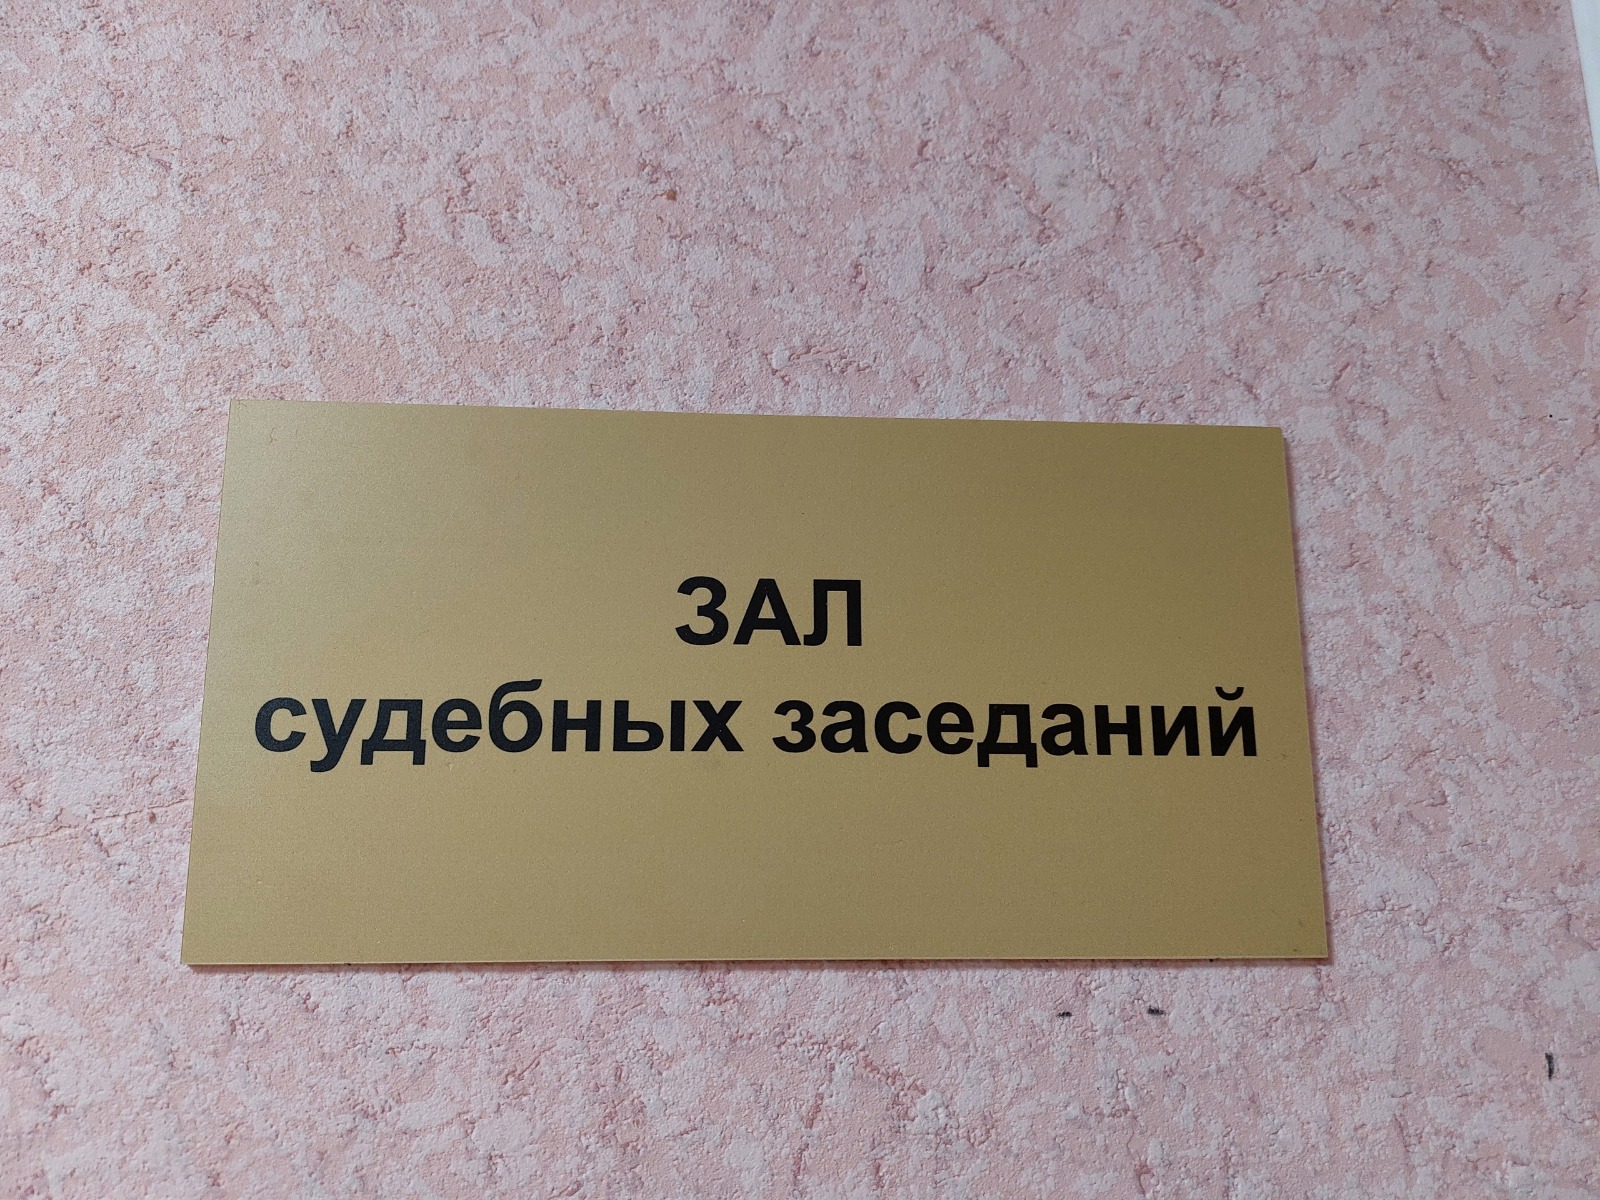 ЗАЛ
судебных заседаний